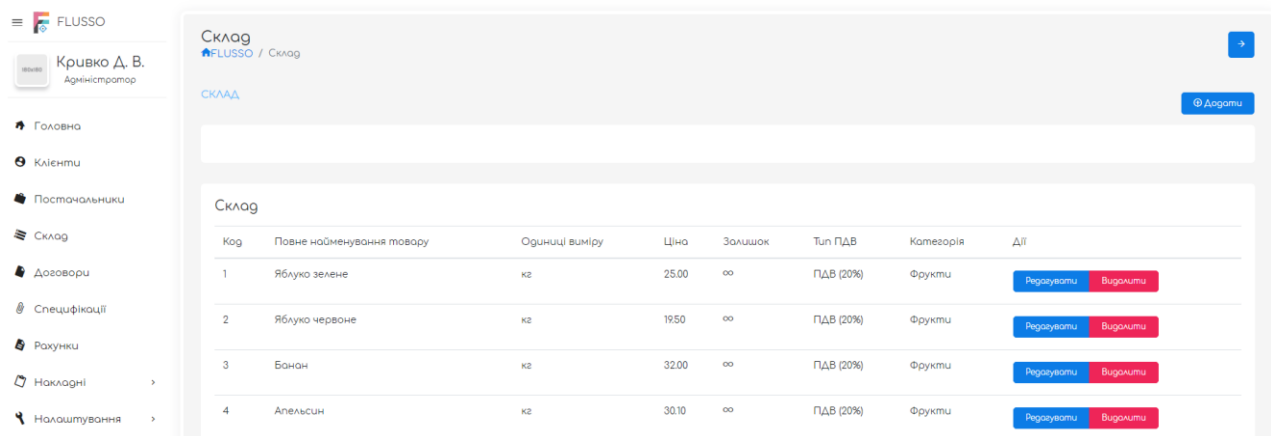 FLUSSO
Кривко Д. В.
Адміністратор
Головна
Клієнти
Постачальники
Склад
Договори
Специфікації
Рахунки
Накладні
Налаштування
Склад
FLUSSO / Склад
СКЛАД
Додати
Склад
Код Повне найменування товару Одиниці виміру Ціна Залишок Тип ПДВ Категорія Дії
1 Яблуко зелене кг 25.00 ∞ ПДВ (20%) Фрукти Редагувати Видалити
2 Яблуко червоне кг 19.50 ∞ ПДВ (20%) Фрукти Редагувати Видалити
3 Банан кг 32.00 ∞ ПДВ (20%) Фрукти Редагувати Видалити
4 Апельсин кг 30.10 ∞ ПДВ (20%) Фрукти Редагувати Видалити